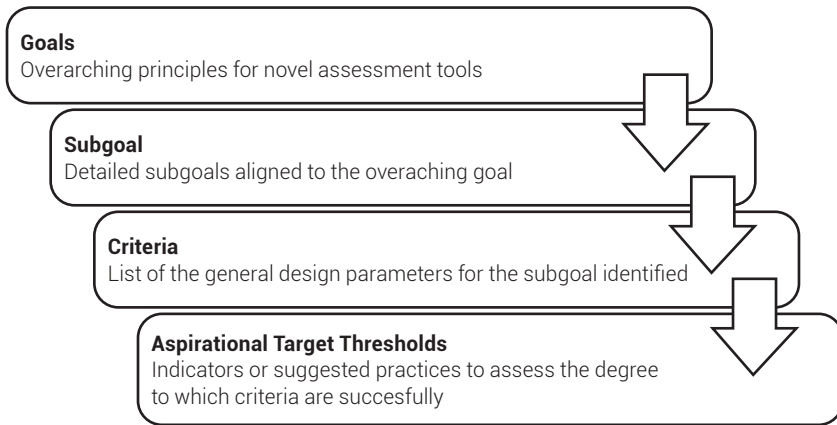 Goals
Overarching principles for novel assessment tools
Subgoal
Detailed subgoals aligned to the overaching goal
Criteria
List of the general design parameters for the subgoal identified
Aspirational Target Thresholds
Indicators or suggested practices to assess the degree
to which criteria are succesfully